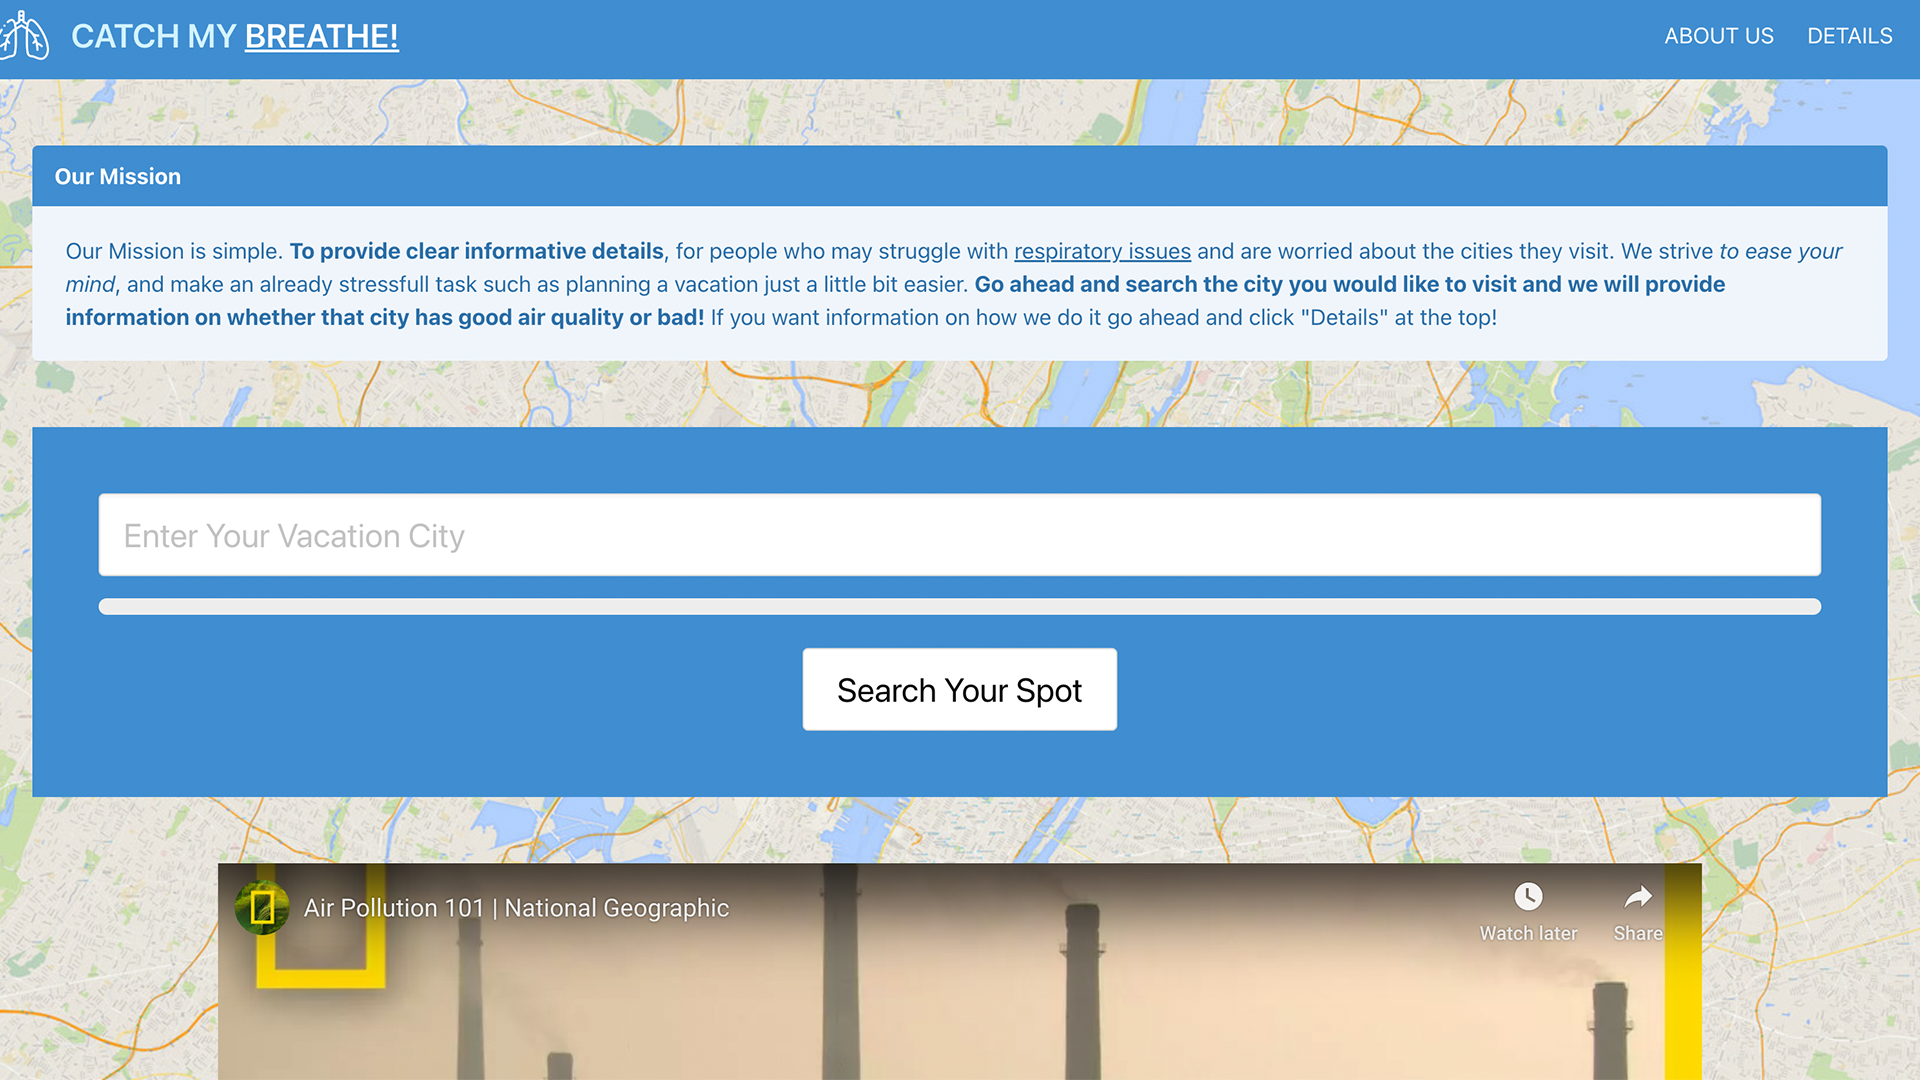 CATCH MY BREATHE!
ABOUT US
DETAILS
Our Mission
Our Mission is simple. To provide clear informative details, for people who may struggle with respiratory issues and are worried about the cities they visit. We strive to ease your
mind, and make an already stressfull task such as planning a vacation just a little bit easier. Go ahead and search the city you would like to visit and we will provide
information on whether that city has good air quality or bad! If you want information on how we do it go ahead and click "Details" at the top!
Enter Your Vacation City
Search Your Spot
Air Pollution 101 | National Geographic
Watch later
Share